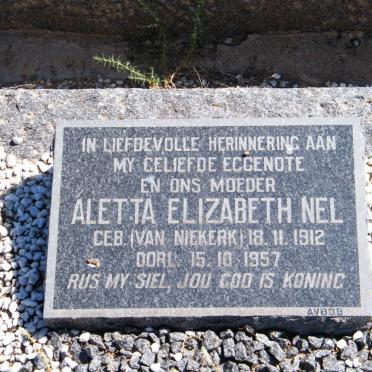 IN LIEFDEVOLLE HERINNERING AAN
MY GELIEFDE EGGENOTE
EN ONS MOEDER
ALETTA ELIZABETH NEL
GEB. (VAN NIEKERK) 18. 11. 1912
OORL. 15. 10. 1957
RUS MY SIEL, JOU GOD IS KONING
AVBOB